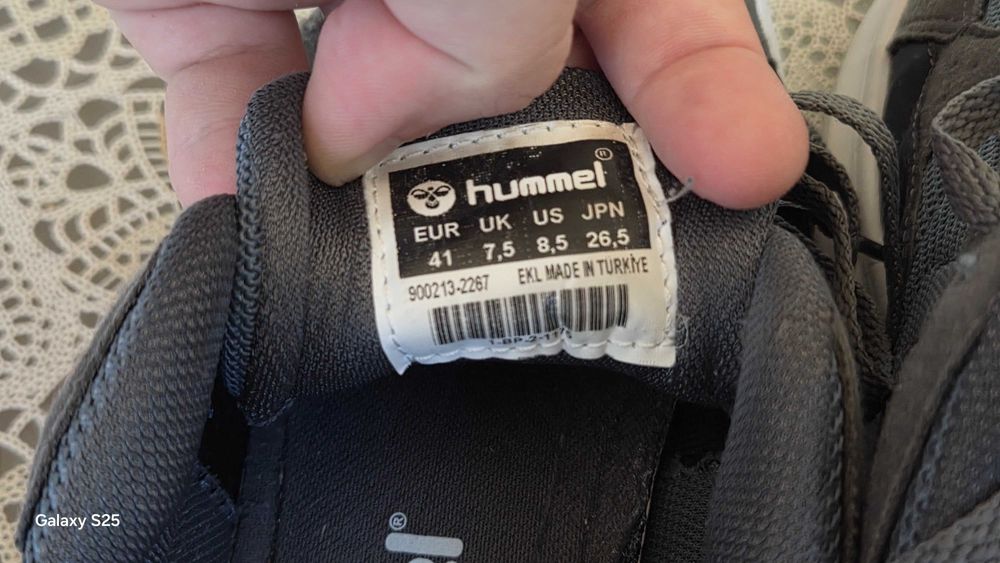 hummel®
EUR UK US JPN
41 7,5 8,5 26,5
900213-2267 EKL MADE IN TÜRKİYE
®
Galaxy S25